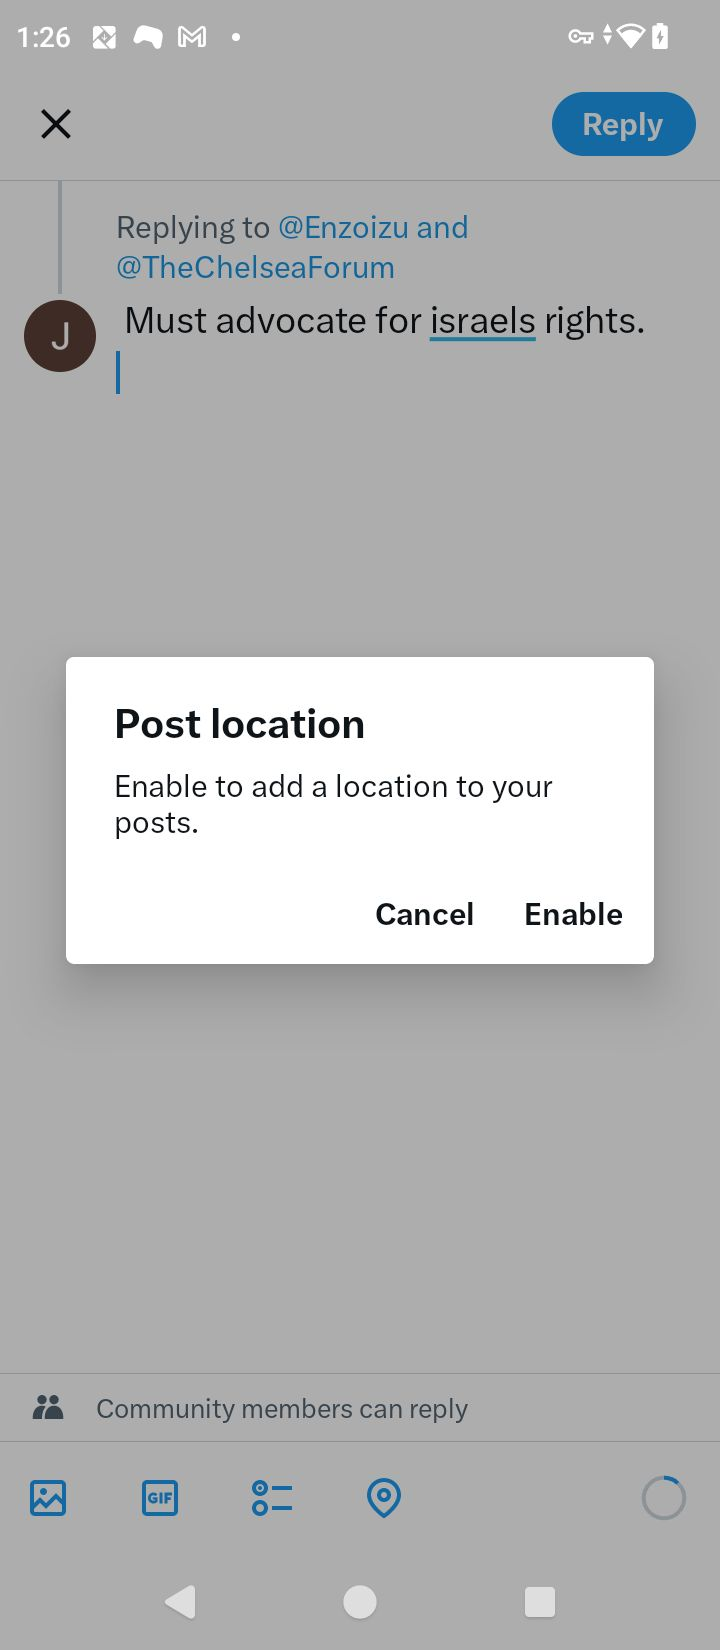 1:26
Reply
Replying to @Enzoizu and
@TheChelseaForum
J
Must advocate for israels rights.
Post location
Enable to add a location to your
posts.
Cancel
Enable
Community members can reply
GIF